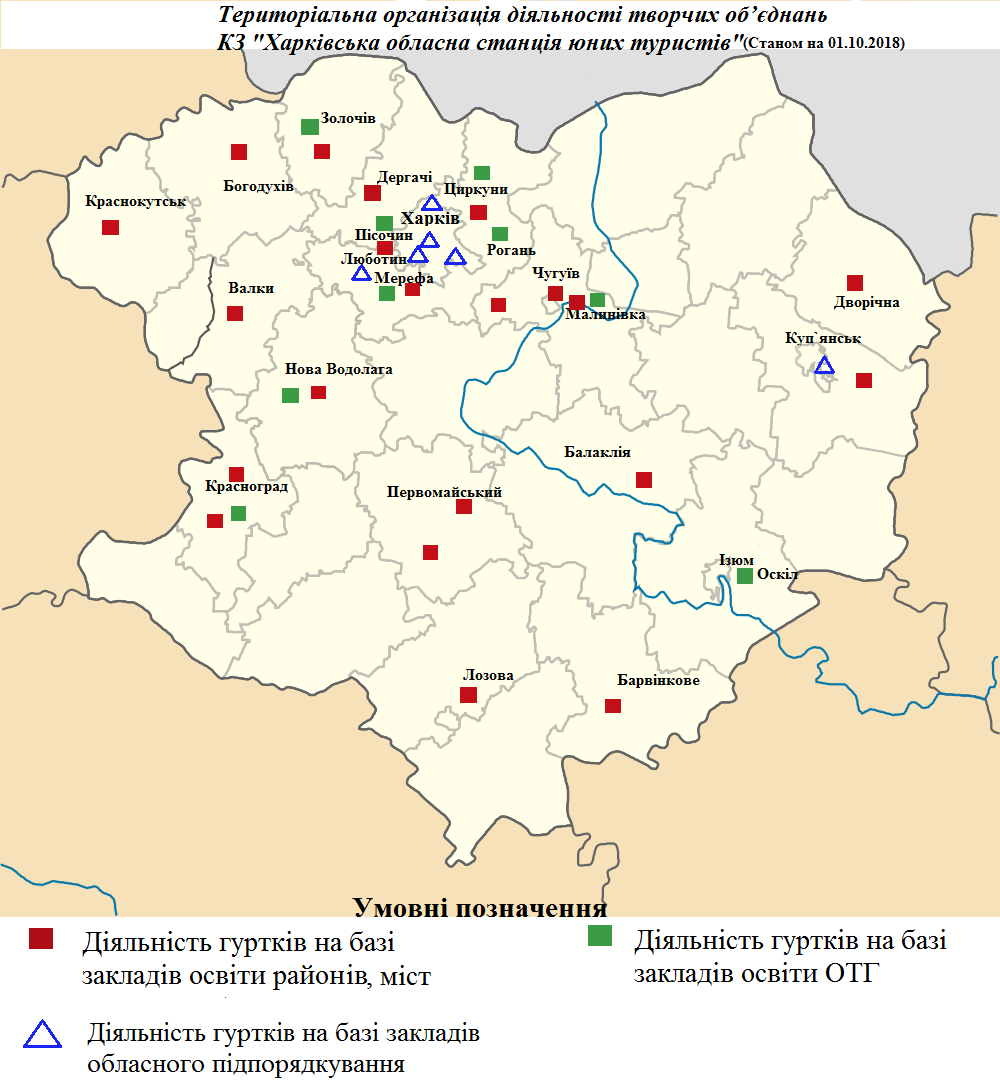 Територіальна організація діяльності творчих об’єднань
КЗ "Харківська обласна станція юних туристів"(Станом на 01.10.2018)
Золочів
Богодухів
Дергачі
Циркуни
Краснокутськ
Харків
Пісочин
Рогань
Люботин
Мерефа
Чугуїв
Валки
Малинівка
Дворічна
Куп`янськ
Нова Водолага
Балаклія
Красноград
Первомайський
Ізюм
Оскіл
Лозова
Барвінкове
Умовні позначення
Діяльність гуртків на базі
закладів освіти районів, міст
Діяльність гуртків на базі
закладів освіти ОТГ
Діяльність гуртків на базі закладів
обласного підпорядкування